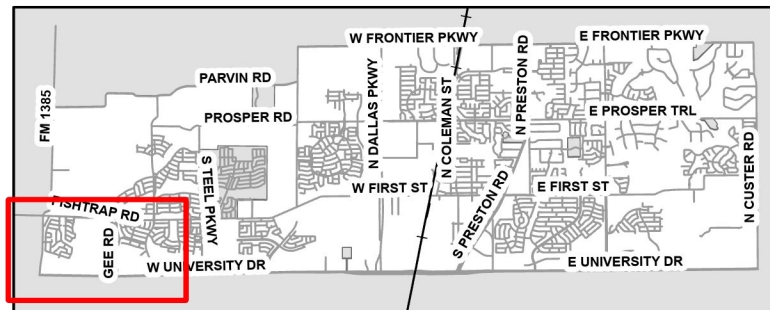 W FRONTIER PKWY
E FRONTIER PKWY
PARVIN RD
PROSPER RD
E PROSPER TRL
FM 1385
N DALLAS PKWY
N COLEMAN ST
N PRESTON RD
S TEEL PKWY
W FIRST ST
E FIRST ST
N CUSTER RD
FISHTRAP RD
GEE RD
S PRESTON RD
W UNIVERSITY DR
E UNIVERSITY DR